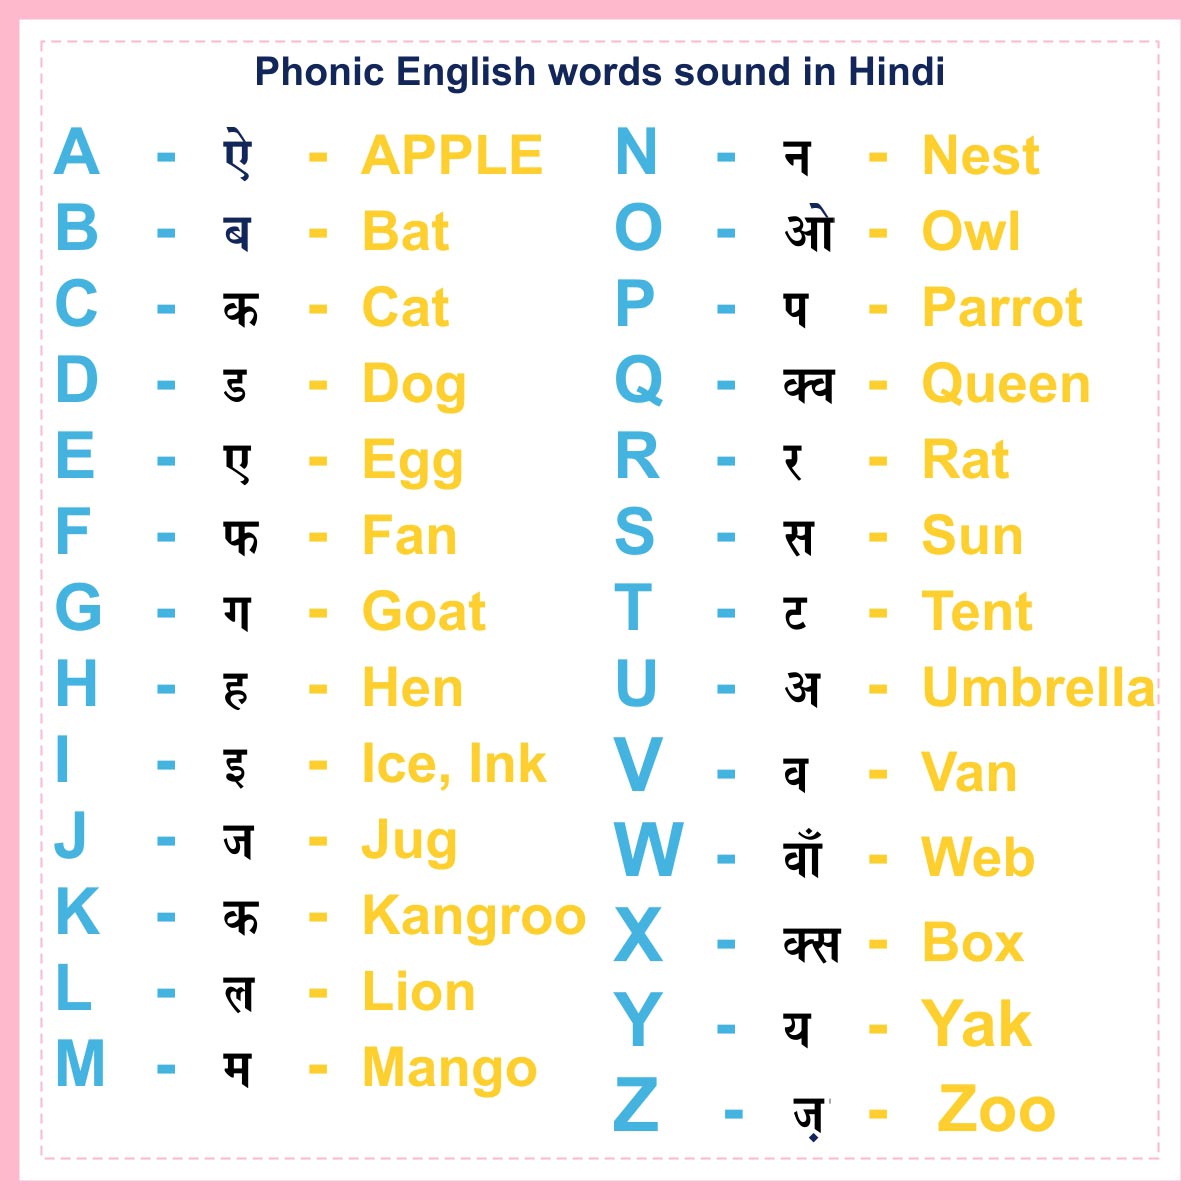 Phonic English words sound in Hindi
A - ऐ - APPLE
B - ब - Bat
C - क - Cat
D - ड - Dog
E - ए - Egg
F - फ - Fan
G - ग - Goat
H - ह - Hen
I - इ - Ice, Ink
J - ज - Jug
K - क - Kangroo
L - ल - Lion
M - म - Mango
N - न - Nest
O - ओ - Owl
P - प - Parrot
Q - क्व - Queen
R - र - Rat
S - स - Sun
T - ट - Tent
U - अ - Umbrella
V - व - Van
W - वाँ - Web
X - क्स - Box
Y - य - Yak
Z - ज़ - Zoo